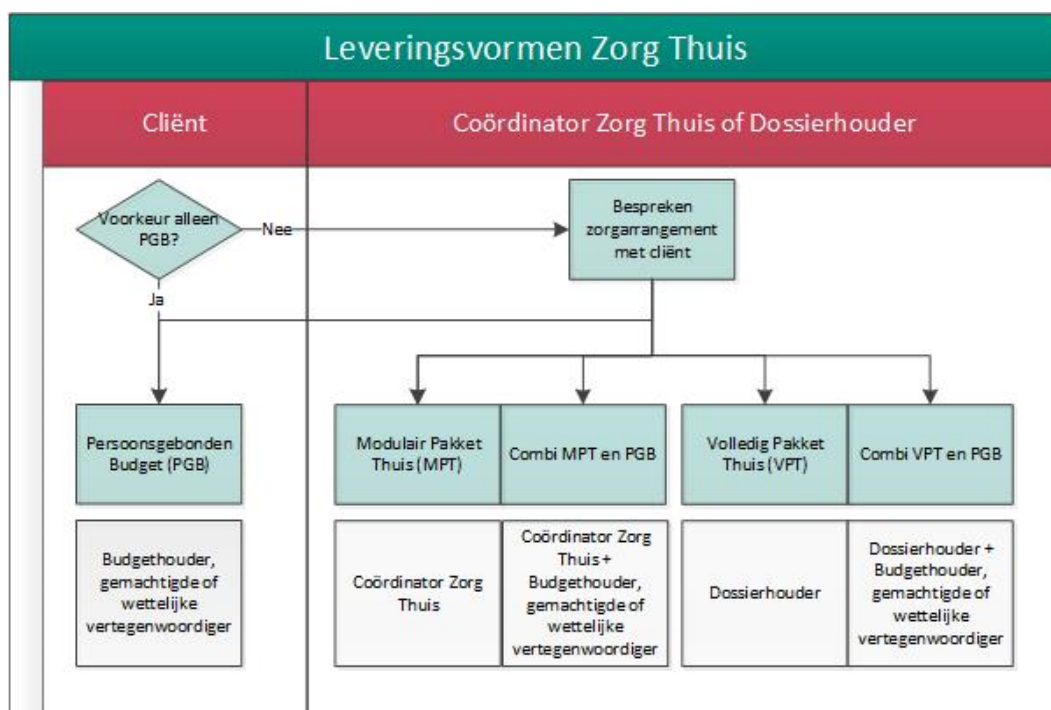 Leveringsvormen Zorg Thuis
Cliënt
Coördinator Zorg Thuis of Dossierhouder
Voorkeur alleen
PGB?
Nee
Bespreken
zorgarrangement
met cliënt
Ja
Persoonsgebonden
Budget (PGB)
Modulair Pakket
Thuis (MPT)
Combi MPT en PGB
Volledig Pakket
Thuis (VPT)
Combi VPT en PGB
Budgethouder,
gemachtigde of
wettelijke
vertegenwoordiger
Coördinator Zorg
Thuis
Coördinator Zorg
Thuis +
Budgethouder,
gemachtigde of
wettelijke
vertegenwoordiger
Dossierhouder
Dossierhouder +
Budgethouder,
gemachtigde of
wettelijke
vertegenwoordiger